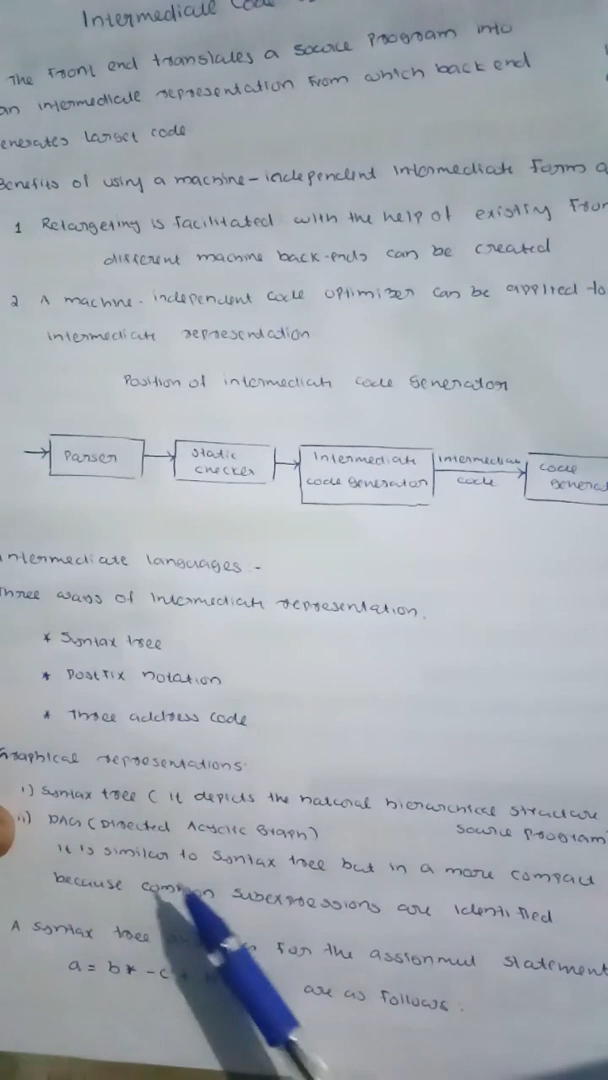 Intermediate Code
The Front end translates a source program into
an intermediate representation from which back end
enerates target code
Benefits of using a machine-independent intermediate form a
1 Retargeting is facilitated with the help of existing Fron
different machine back-ends can be created
2 A machine-independent code optimizer can be applied to
intermediate representation
Position of intermediate code Generator
Parser
static checker
Intermediate code Generator
intermediate code
code Genera
Intermediate languages -
Three ways of Intermediate representation.
* Syntax tree
* Postfix notation
* Three address code
Graphical representations.
i) Syntax tree ( it depicts the natural hierarchical structure
source program
ii) DAG (Directed Acyclic Graph)
it is similar to Syntax tree but in a more compact
because common subexpressions are identified
A Syntax tree for the assignment statement
a = b* -c +
are as follows.